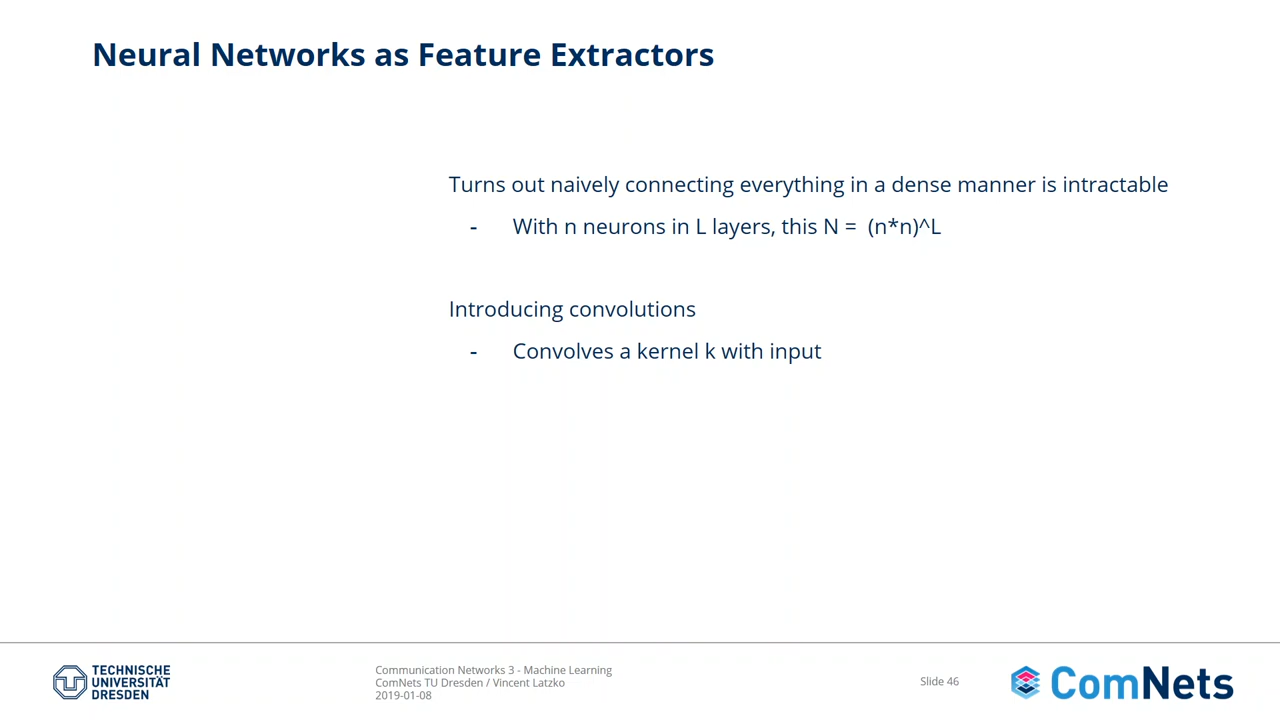 Neural Networks as Feature Extractors
Turns out naively connecting everything in a dense manner is intractable
- With n neurons in L layers, this N = (n*n)^L
Introducing convolutions
- Convolves a kernel k with input
TECHNISCHE
UNIVERSITÄT
DRESDEN
Communication Networks 3 - Machine Learning
ComNets TU Dresden / Vincent Latzko
2019-01-08
Slide 46
ComNets